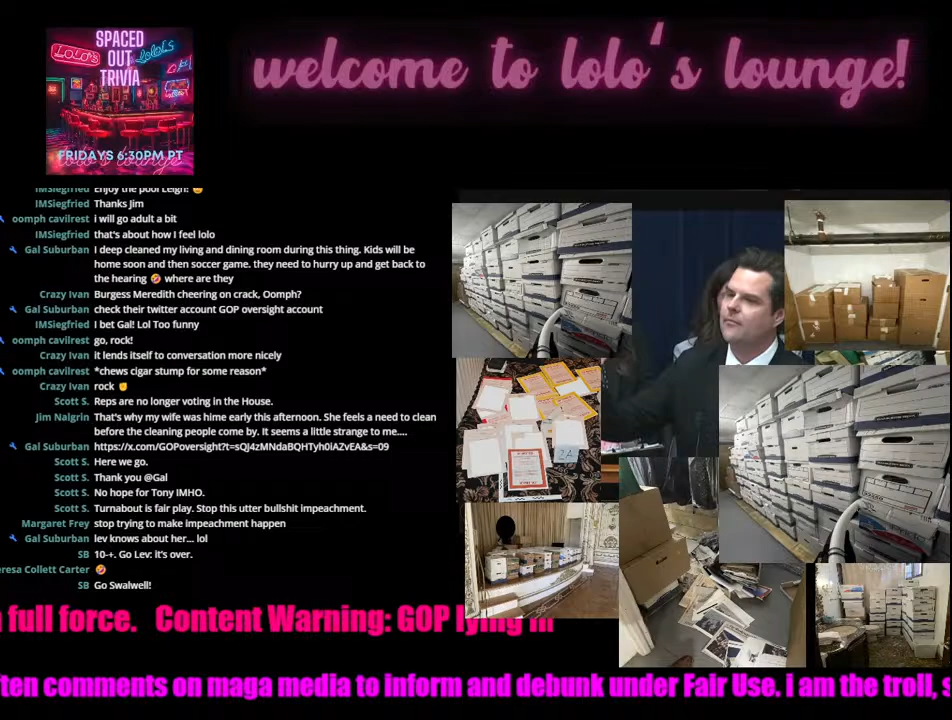 SPACED
OUT
TRIVIA
LOLO'S
FRIDAYS 6:30PM PT
lolo's lounge
welcome to lolo's lounge!
IMSiegfried Enjoy the pool Leigh!
IMSiegfried Thanks Jim
oomph cavilrest i will go adult a bit
IMSiegfried that's about how I feel lolo
Gal Suburban I deep cleaned my living and dining room during this thing. Kids will be
home soon and then soccer game. they need to hurry up and get back to
the hearing 🤣 where are they
Crazy Ivan Burgess Meredith cheering on crack, Oomph?
Gal Suburban check their twitter account GOP oversight account
IMSiegfried I bet Gal! Lol Too funny
oomph cavilrest go, rock!
Crazy Ivan it lends itself to conversation more nicely
oomph cavilrest *chews cigar stump for some reason*
Crazy Ivan rock ✊
Scott S. Reps are no longer voting in the House.
Jim Nalgrin That's why my wife was hime early this afternoon. She feels a need to clean
before the cleaning people come by. It seems a little strange to me....
Gal Suburban https://x.com/GOPoversight?t=sQJ4zMNdaBQHTyh0iAZvEA&s=09
Scott S. Here we go.
Scott S. Thank you @Gal
Scott S. No hope for Tony IMHO.
Scott S. Turnabout is fair play. Stop this utter bullshit impeachment.
Margaret Frey stop trying to make impeachment happen
Gal Suburban lev knows about her... lol
SB 10-+. Go Lev: it's over.
eresa Collett Carter 🤣
SB Go Swalwell!
full force. Content Warning: GOP lying in
ten comments on maga media to inform and debunk under Fair Use. i am the troll, s